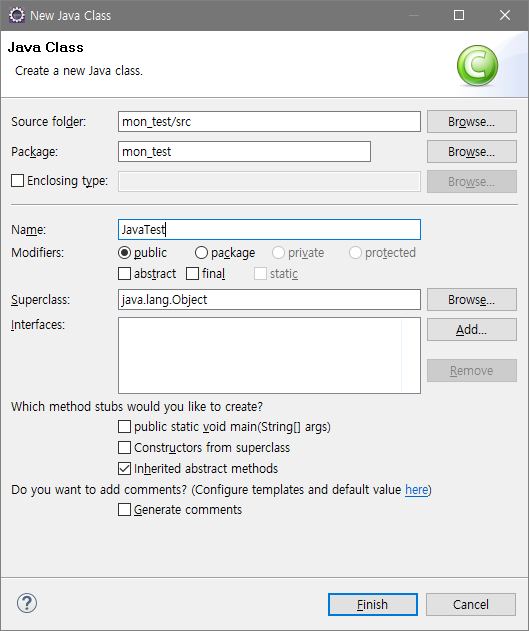 New Java Class
Java Class
Create a new Java class.
C
Source folder: mon_test/src Browse...
Package: mon_test Browse...
Enclosing type: Browse...
Name: JavaTest
Modifiers: public package private protected
abstract final static
Superclass: java.lang.Object Browse...
Interfaces: Add...
Remove
Which method stubs would you like to create?
public static void main(String[] args)
Constructors from superclass
Inherited abstract methods
Do you want to add comments? (Configure templates and default value here)
Generate comments
? Finish Cancel